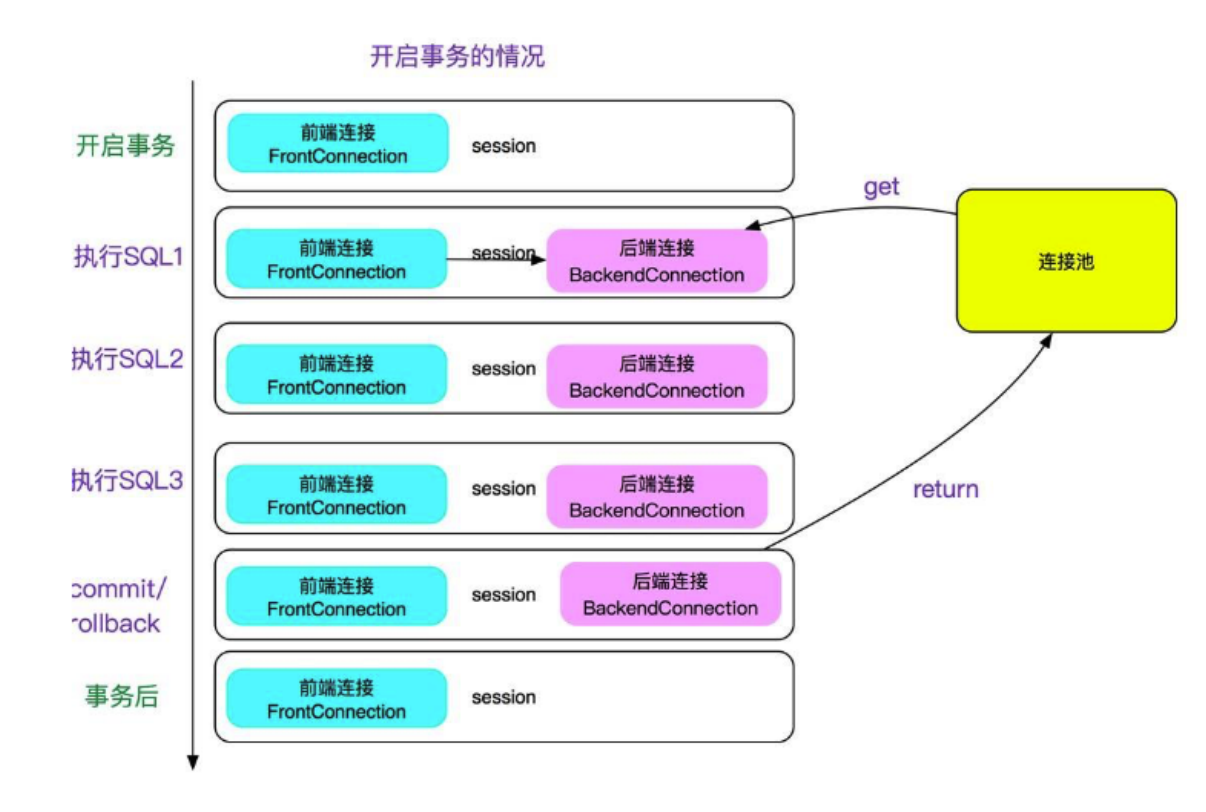 开启事务的情况
开启事务
前端连接
FrontConnection
session
get
执行SQL1
前端连接
FrontConnection
session
后端连接
BackendConnection
连接池
执行SQL2
前端连接
FrontConnection
session
后端连接
BackendConnection
执行SQL3
前端连接
FrontConnection
session
后端连接
BackendConnection
return
commit/
rollback
前端连接
FrontConnection
session
后端连接
BackendConnection
事务后
前端连接
FrontConnection
session